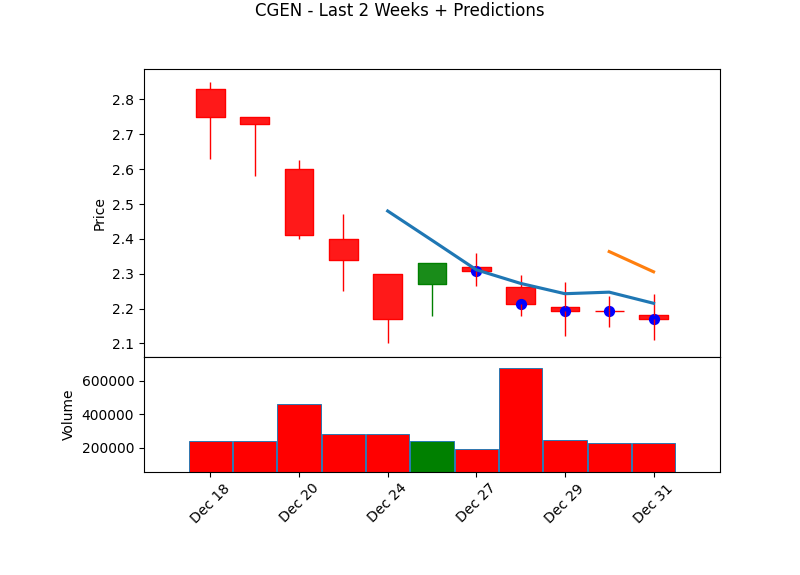 CGEN - Last 2 Weeks + Predictions
2.8
2.7
2.6
2.5
2.4
2.3
2.2
2.1
Price
600000
400000
200000
Volume
Dec 18
Dec 20
Dec 24
Dec 27
Dec 29
Dec 31